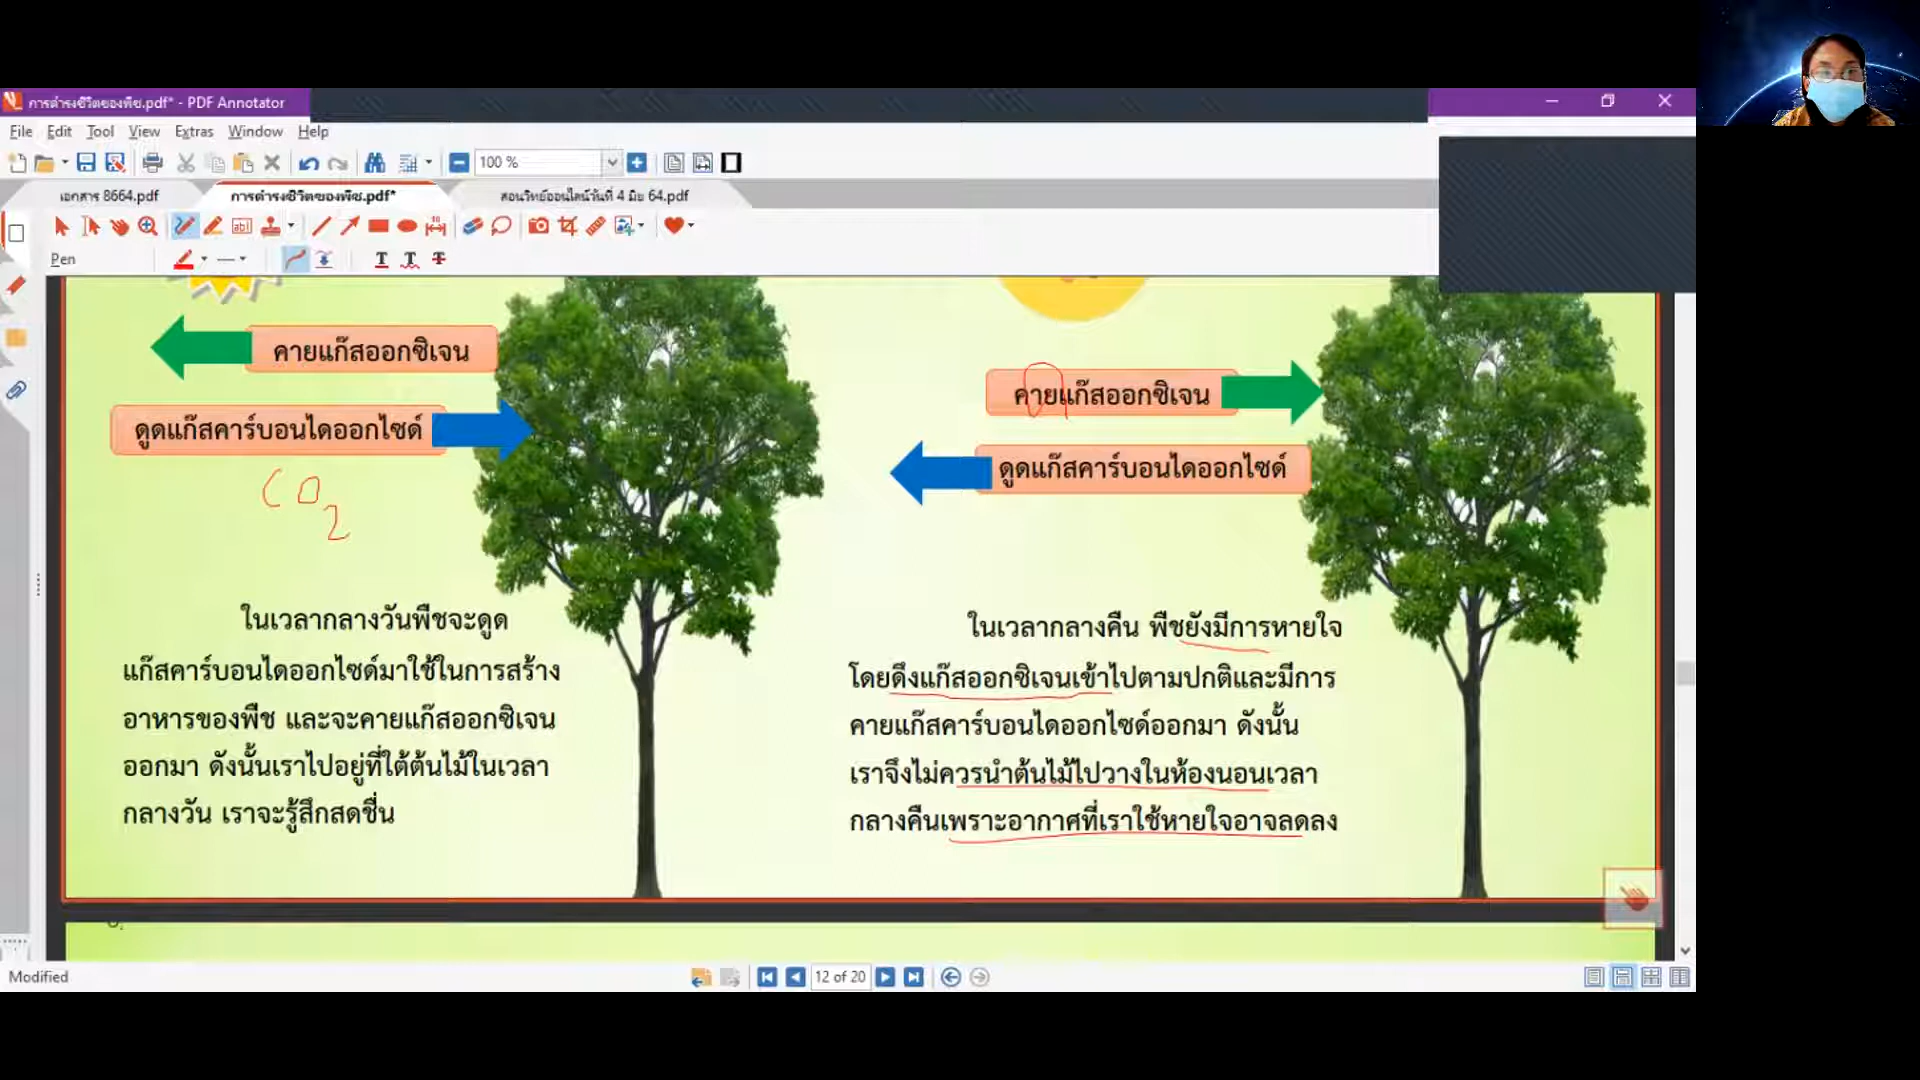 การดำรงชีวิตของพืช.pdf* - PDF Annotator
File Edit Tool View Extras Window Help
100 %
เอกสาร 8664.pdf
การดำรงชีวิตของพืช.pdf*
สอนวิทย์ออนไลน์วันที่ 4 มิย 64.pdf
Pen
คายแก๊สออกซิเจน
ดูดแก๊สคาร์บอนไดออกไซด์
CO2
ในเวลากลางวันพืชจะดูด
แก๊สคาร์บอนไดออกไซด์มาใช้ในการสร้าง
อาหารของพืช และจะคายแก๊สออกซิเจน
ออกมา ดังนั้นเราไปอยู่ที่ใต้ต้นไม้ในเวลา
กลางวัน เราจะรู้สึกสดชื่น
คายแก๊สออกซิเจน
ดูดแก๊สคาร์บอนไดออกไซด์
ในเวลากลางคืน พืชยังมีการหายใจ
โดยดึงแก๊สออกซิเจนเข้าไปตามปกติและมีการ
คายแก๊สคาร์บอนไดออกไซด์ออกมา ดังนั้น
เราจึงไม่ควรนำต้นไม้ไปวางในห้องนอนเวลา
กลางคืนเพราะอากาศที่เราใช้หายใจอาจลดลง
Modified
12 of 20